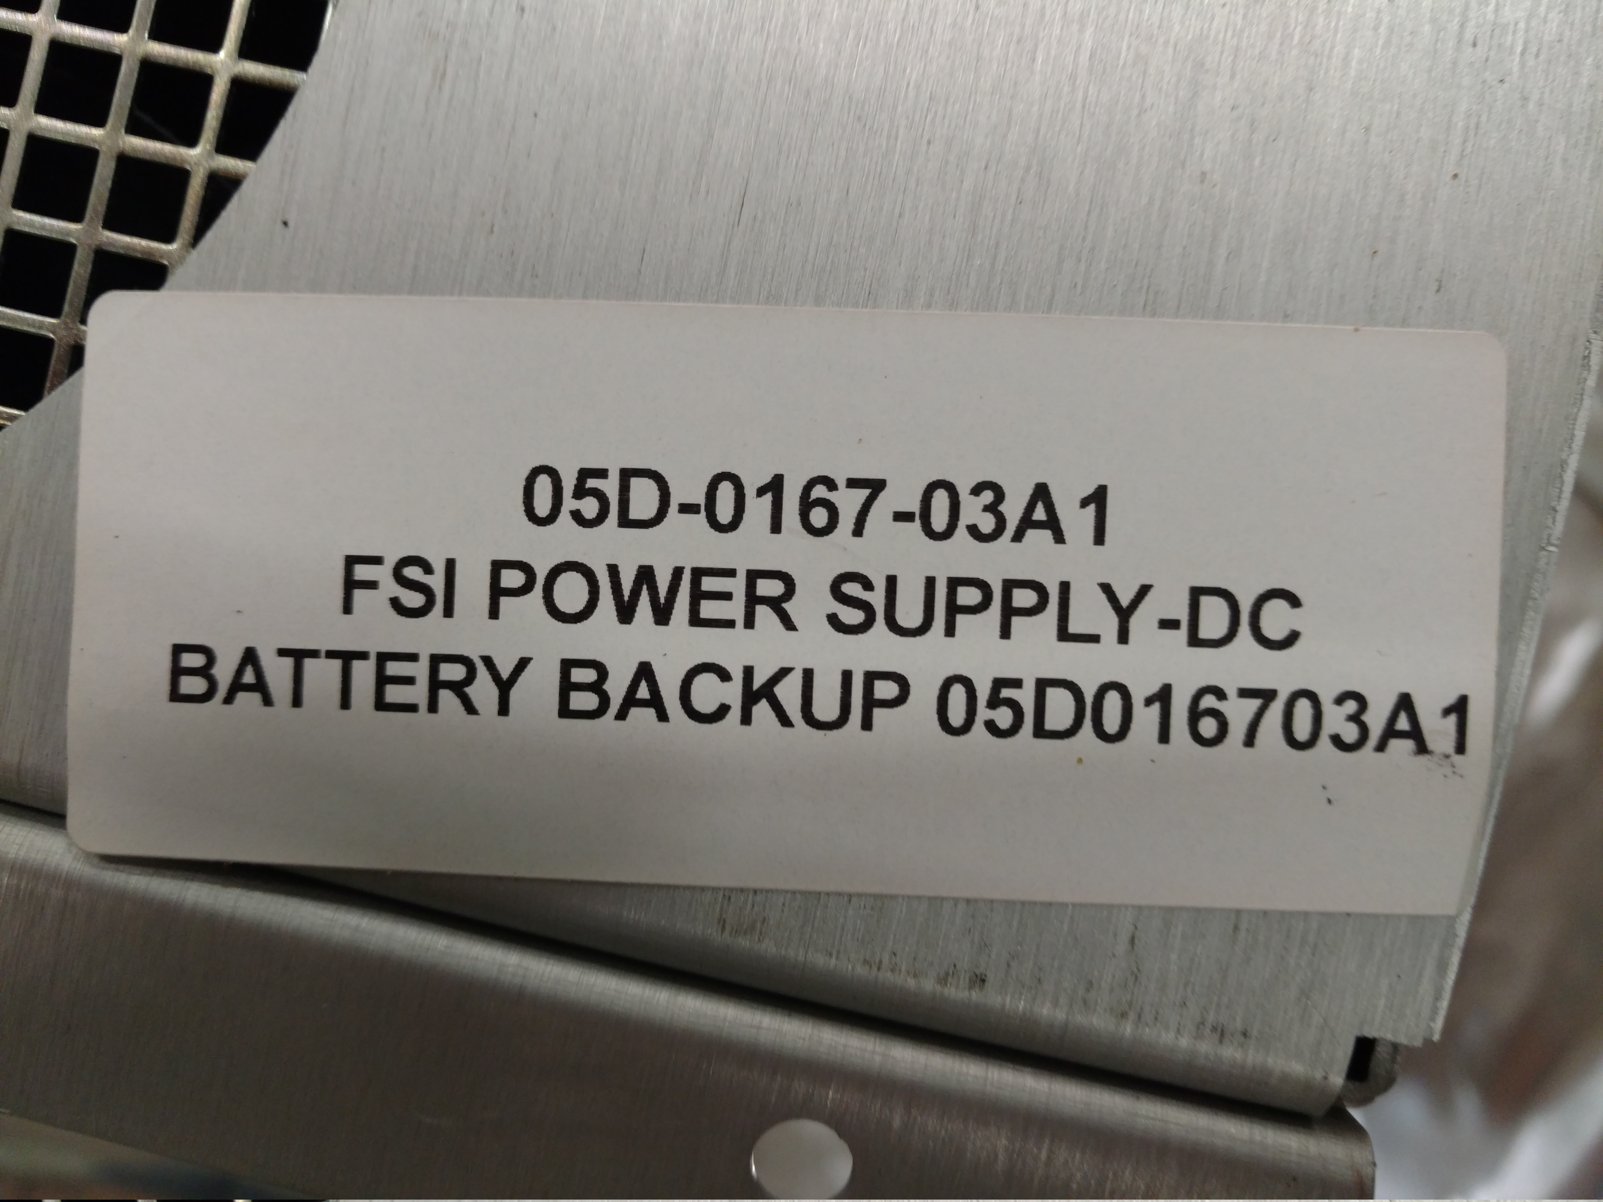 05D-0167-03A1
FSI POWER SUPPLY-DC
BATTERY BACKUP 05D016703A1